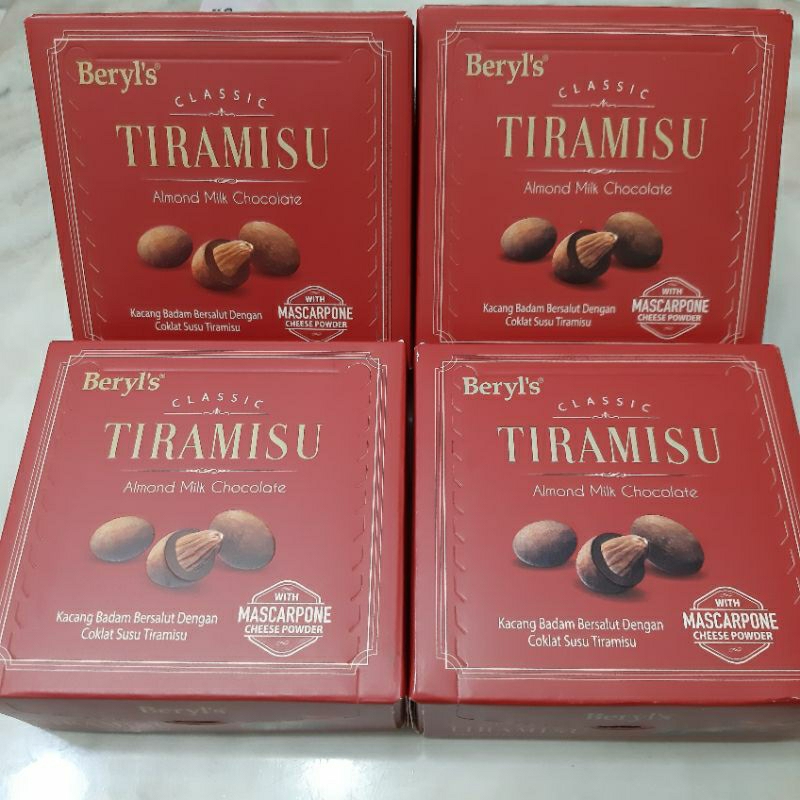 Beryl's
CLASSIC
TIRAMISU
Almond Milk Chocolate
Kacang Badam Bersalut Dengan
Coklat Susu Tiramisu
WITH
MASCARPONE
CHEESE POWDER
Beryl's
CLASSIC
TIRAMISU
Almond Milk Chocolate
Kacang Badam Bersalut Dengan
Coklat Susu Tiramisu
WITH
MASCARPONE
CHEESE POWDER
Beryl's
CLASSIC
TIRAMISU
Almond Milk Chocolate
Kacang Badam Bersalut Dengan
Coklat Susu Tiramisu
WITH
MASCARPONE
CHEESE POWDER
Beryl's
Beryl's
CLASSIC
TIRAMISU
Almond Milk Chocolate
Kacang Badam Bersalut Dengan
Coklat Susu Tiramisu
WITH
MASCARPONE
CHEESE POWDER
Beryl's
TIRAMISU